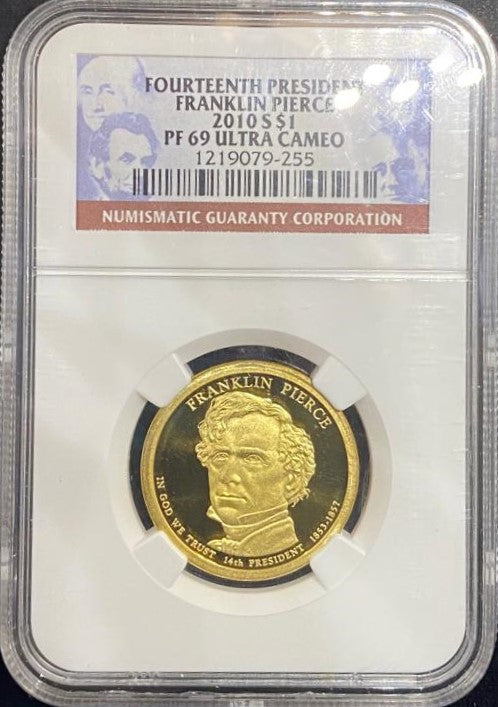 FOURTEENTH PRESIDENT
FRANKLIN PIERCE
2010 S $1
PF 69 ULTRA CAMEO
1219079-255
NUMISMATIC GUARANTY CORPORATION
FRANKLIN PIERCE
IN GOD WE TRUST 14th PRESIDENT 1853-1857